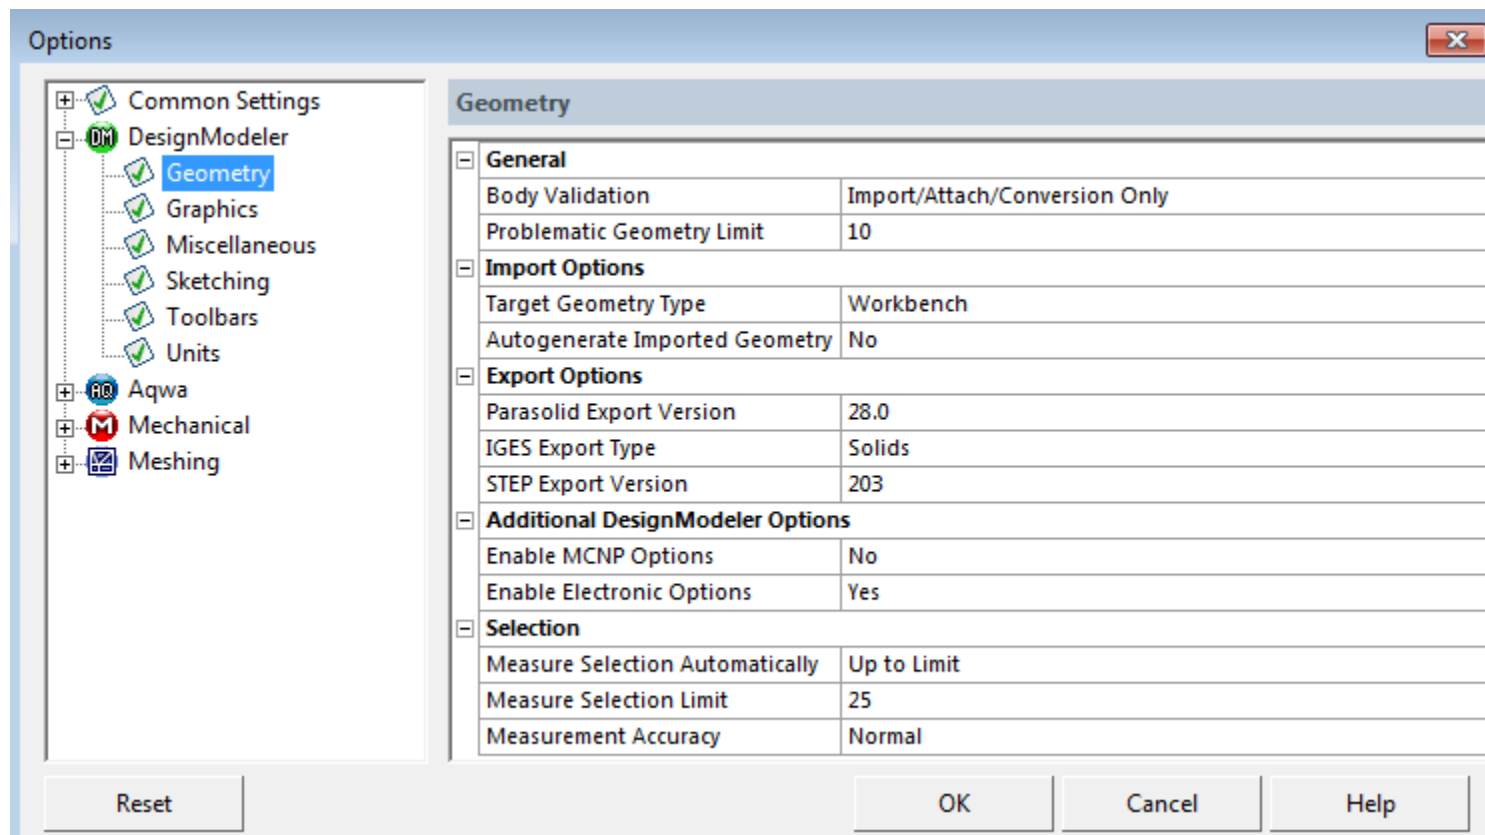 Options
Common Settings
DesignModeler
Geometry
Graphics
Miscellaneous
Sketching
Toolbars
Units
Aqwa
Mechanical
Meshing
Geometry
General
Body Validation Import/Attach/Conversion Only
Problematic Geometry Limit 10
Import Options
Target Geometry Type Workbench
Autogenerate Imported Geometry No
Export Options
Parasolid Export Version 28.0
IGES Export Type Solids
STEP Export Version 203
Additional DesignModeler Options
Enable MCNP Options No
Enable Electronic Options Yes
Selection
Measure Selection Automatically Up to Limit
Measure Selection Limit 25
Measurement Accuracy Normal
Reset OK Cancel Help